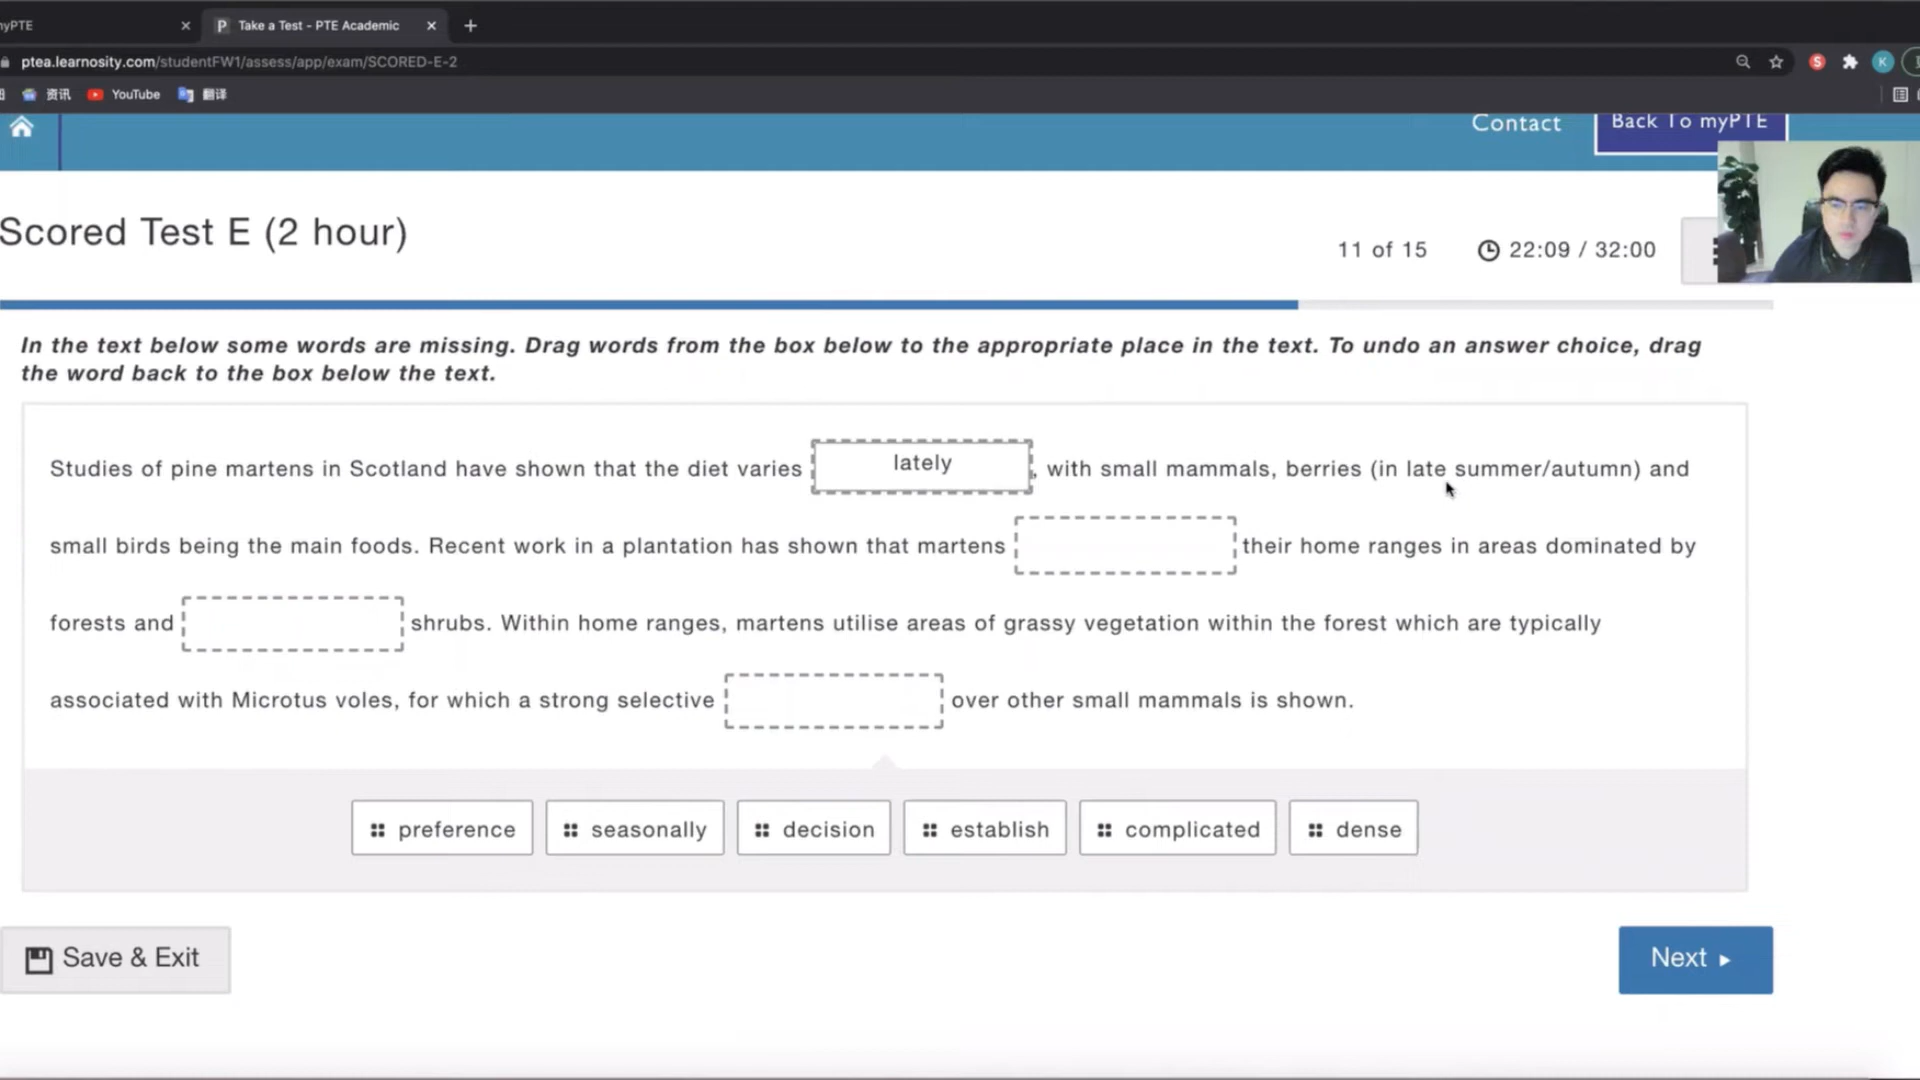 myPTE
Take a Test - PTE Academic
ptea.learnosity.com/studentFW1/assess/app/exam/SCORED-E-2
资讯 YouTube 翻译
Contact Back To myPTE
Scored Test E (2 hour)
11 of 15 22:09 / 32:00
In the text below some words are missing. Drag words from the box below to the appropriate place in the text. To undo an answer choice, drag
the word back to the box below the text.
Studies of pine martens in Scotland have shown that the diet varies lately, with small mammals, berries (in late summer/autumn) and
small birds being the main foods. Recent work in a plantation has shown that martens their home ranges in areas dominated by
forests and shrubs. Within home ranges, martens utilise areas of grassy vegetation within the forest which are typically
associated with Microtus voles, for which a strong selective over other small mammals is shown.
preference seasonally decision establish complicated dense
Save & Exit Next